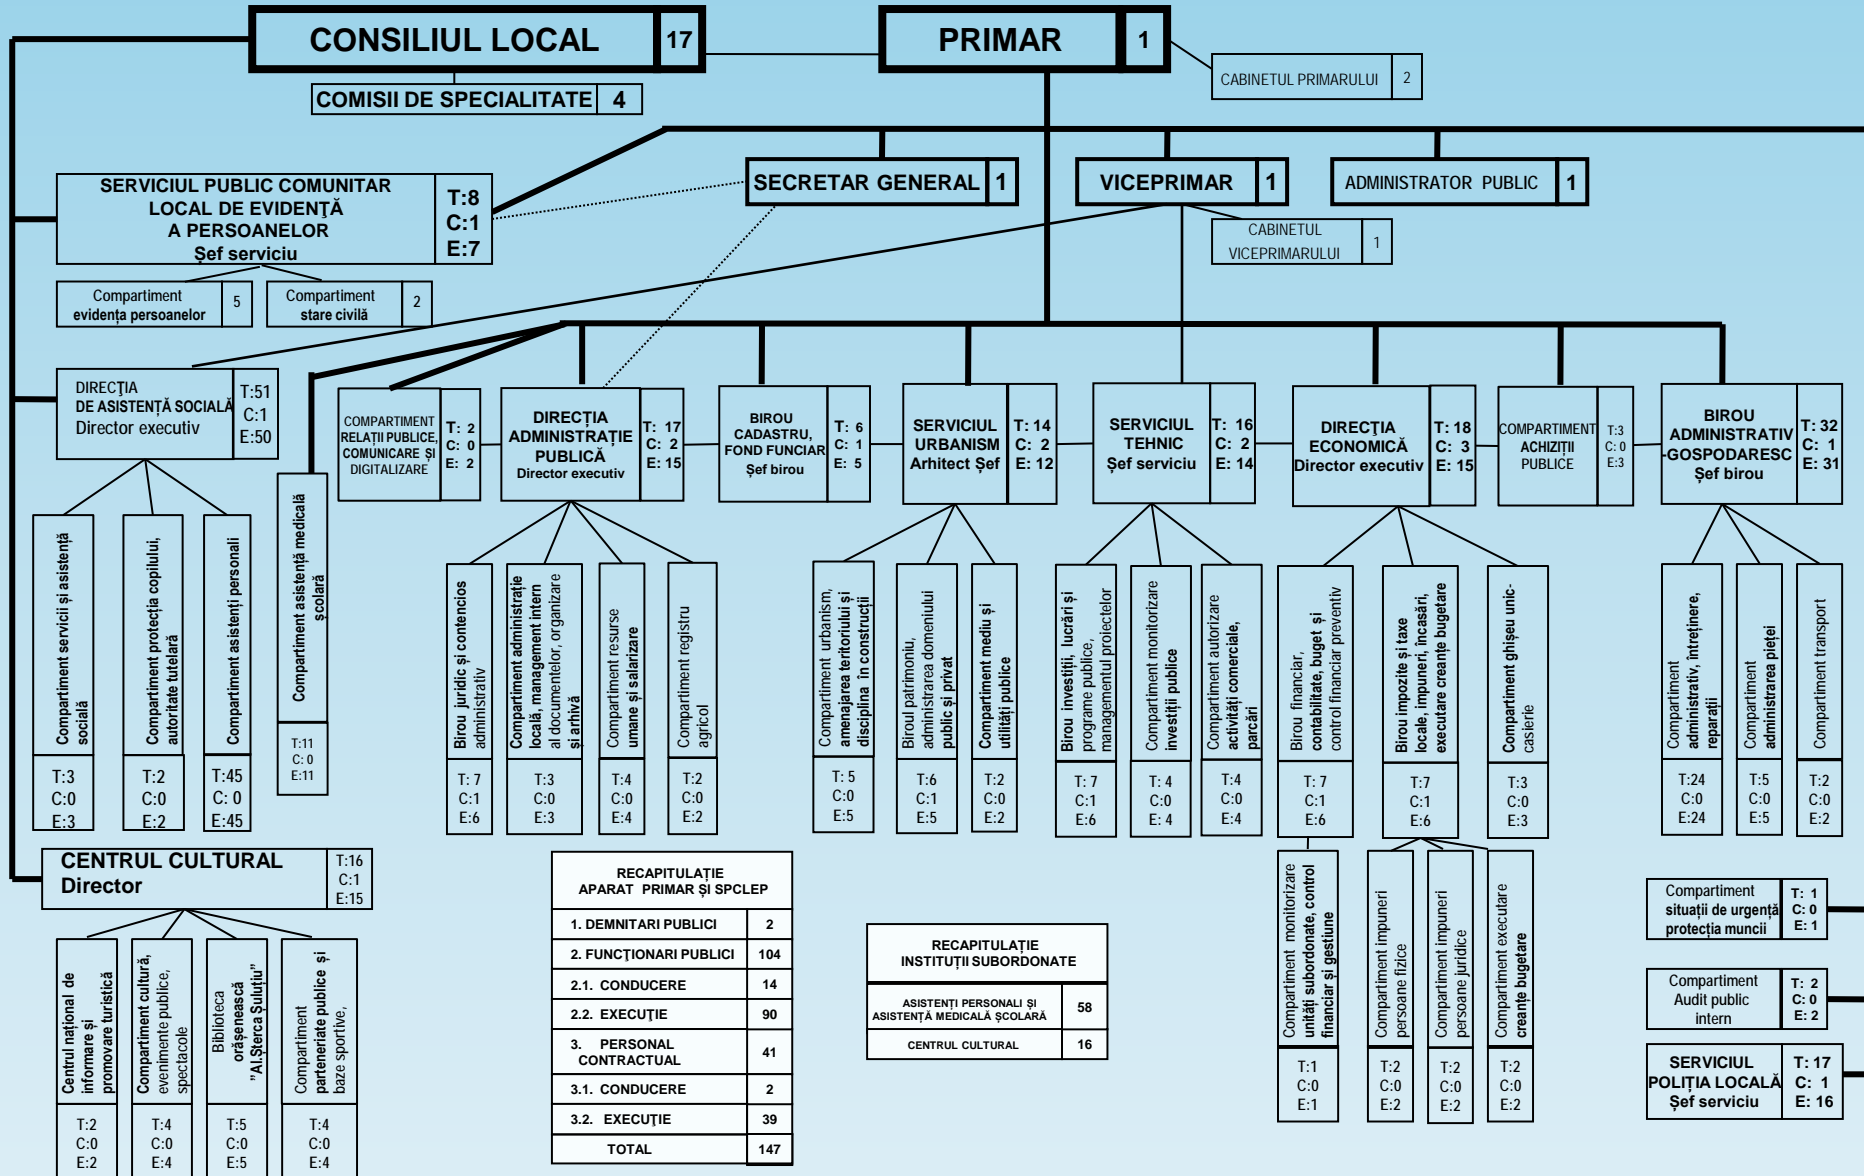 CONSILIUL LOCAL 17
PRIMAR 1
CABINETUL PRIMARULUI 2
COMISII DE SPECIALITATE 4
SECRETAR GENERAL 1
VICEPRIMAR 1
ADMINISTRATOR PUBLIC 1
CABINETUL
VICEPRIMARULUI
1
SERVICIUL PUBLIC COMUNITAR
LOCAL DE EVIDENŢĂ
A PERSOANELOR
Șef serviciu
T:8
C:1
E:7
Compartiment
evidența persoanelor
5
Compartiment
stare civilă
2
DIRECŢIA
DE ASISTENȚĂ SOCIALĂ
Director executiv
T:51
C:1
E:50
COMPARTIMENT
RELAȚII PUBLICE,
COMUNICARE ȘI
DIGITALIZARE
T: 2
C: 0
E: 2
DIRECȚIA
ADMINISTRAȚIE
PUBLICĂ
Director executiv
T: 17
C: 2
E: 15
BIROU
CADASTRU,
FOND FUNCIAR
Șef birou
T: 6
C: 1
E: 5
SERVICIUL
URBANISM
Arhitect Șef
T: 14
C: 2
E: 12
SERVICIUL
TEHNIC
Șef serviciu
T: 16
C: 2
E: 14
DIRECŢIA
ECONOMICĂ
Director executiv
T: 18
C: 3
E: 15
COMPARTIMENT
ACHIZIȚII
PUBLICE
T:3
C: 0
E:3
BIROU
ADMINISTRATIV
-GOSPODARESC
Șef birou
T: 32
C: 1
E: 31
Compartiment servicii și asistență
socială
T:3
C:0
E:3
Compartiment protecția copilului,
autoritate tutelară
T:2
C:0
E:2
Compartiment asistenți personali
T:45
C: 0
E:45
Compartiment asistență medicală
școlară
T:11
C: 0
E:11
Birou juridic și contencios
administrativ
T: 7
C:1
E:6
Compartiment administrație
locală, management intern
al documentelor, organizare
și arhivă
T:3
C:0
E:3
Compartiment resurse
umane și salarizare
T:4
C:0
E:4
Compartiment registru
agricol
T:2
C:0
E:2
Compartiment urbanism,
amenajarea teritoriului și
disciplina în construcții
T: 5
C:0
E:5
Biroul patrimoniu,
administrarea domeniului
public și privat
T:6
C:1
E:5
Compartiment mediu și
utilități publice
T:2
C:0
E:2
Birou investiții, lucrări și
programe publice,
managementul proiectelor
T: 7
C:1
E:6
Compartiment monitorizare
investiții publice
T: 4
C:0
E: 4
Compartiment autorizare
activități comerciale,
parcări
T:4
C:0
E:4
Birou financiar,
contabilitate, buget și
control financiar preventiv
T: 7
C:1
E:6
Birou impozite și taxe
locale, impuneri, încasări,
executare creanțe bugetare
T:7
C:1
E:6
Compartiment ghișeu unic-
casierie
T:3
C:0
E:3
Compartiment
administrativ, întreținere,
reparații
T:24
C:0
E:24
Compartiment
administrarea pieței
T:5
C:0
E:5
Compartiment transport
T:2
C:0
E:2
CENTRUL CULTURAL
Director
T:16
C:1
E:15
Centrul național de
informare și
promovare turistică
T:2
C:0
E:2
Compartiment cultură,
evenimente publice,
spectacole
T:4
C:0
E:4
Biblioteca
orășenească
”Al.Șterca Șuluțiu”
T:5
C:0
E:5
Compartiment
parteneriate publice și
baze sportive,
T:4
C:0
E:4
RECAPITULAȚIE
APARAT PRIMAR ȘI SPCLEP
1. DEMNITARI PUBLICI 2
2. FUNCŢIONARI PUBLICI 104
2.1. CONDUCERE 14
2.2. EXECUŢIE 90
3. PERSONAL
CONTRACTUAL
41
3.1. CONDUCERE 2
3.2. EXECUŢIE 39
TOTAL 147
RECAPITULAȚIE
INSTITUȚII SUBORDONATE
ASISTENȚI PERSONALI ȘI
ASISTENȚĂ MEDICALĂ ȘCOLARĂ
58
CENTRUL CULTURAL 16
Compartiment monitorizare
unități subordonate, control
financiar și gestiune
T:1
C:0
E:1
Compartiment impuneri
persoane fizice
T:2
C:0
E:2
Compartiment impuneri
persoane juridice
T:2
C:0
E:2
Compartiment executare
creanțe bugetare
T:2
C:0
E:2
Compartiment
situații de urgență
protecția muncii
T: 1
C: 0
E: 1
Compartiment
Audit public
intern
T: 2
C: 0
E: 2
SERVICIUL
POLIȚIA LOCALĂ
Șef serviciu
T: 17
C: 1
E: 16